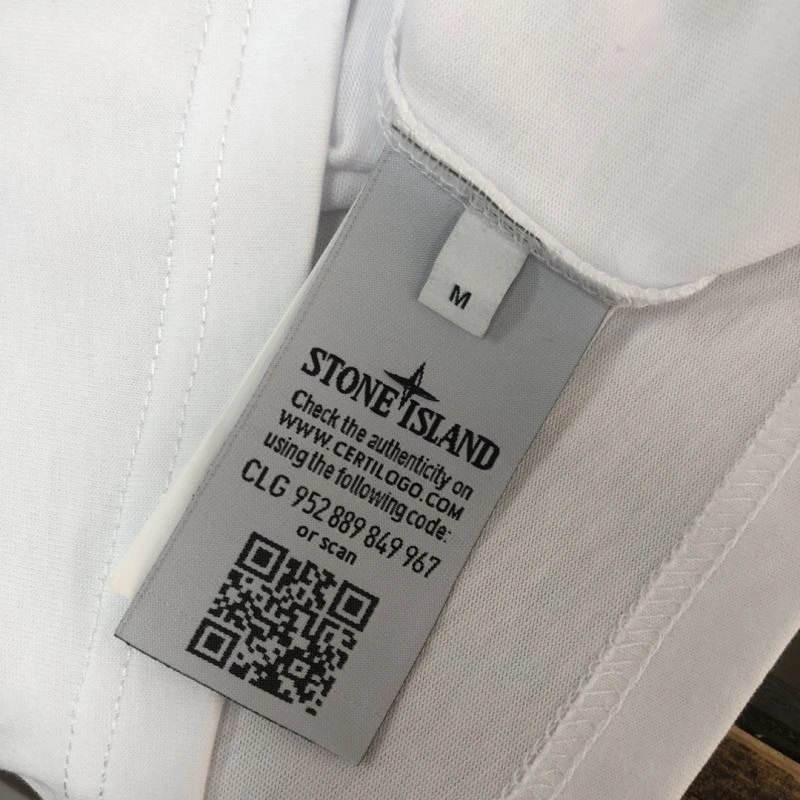 M
STONE ISLAND
Check the authenticity on
WWW.CERTILOGO.COM
using the following code:
CLG 952 889 849 967
or scan